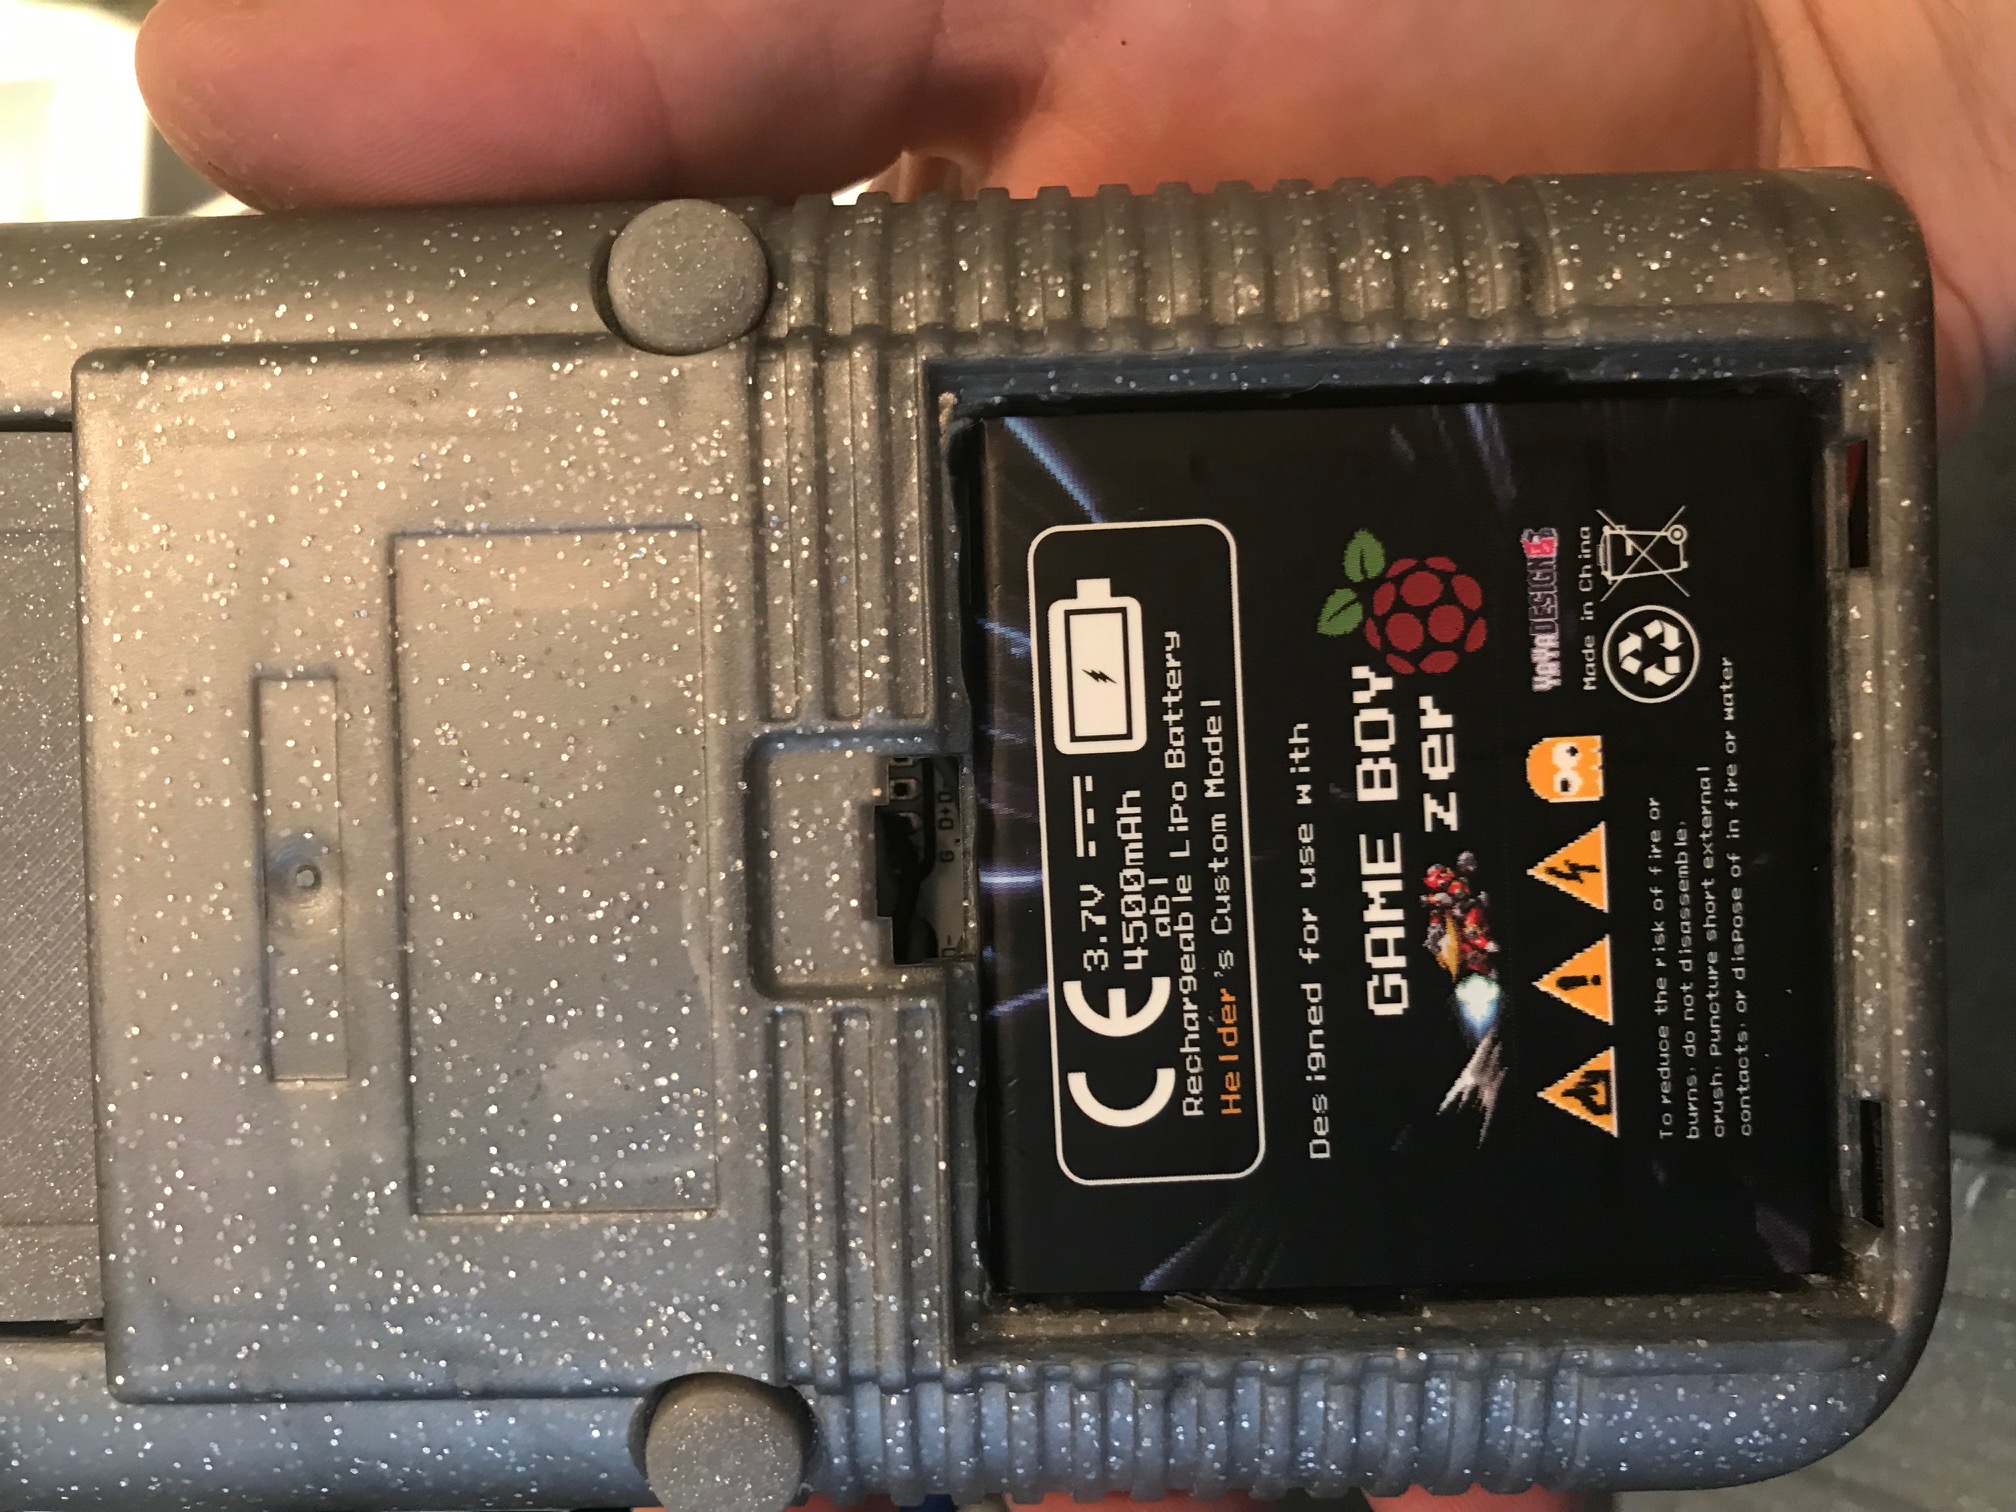 CE 3.7V
4500mAh
abl
Rechargeable LiPo Battery
Helder's Custom Model
Designed for use with
GAME BOY
zer
YaYaDESIGNS
Made in China
To reduce the risk of fire or
burns, do not disassemble,
crush, Puncture short external
contacts, or disPose of in fire or water
G D+D-